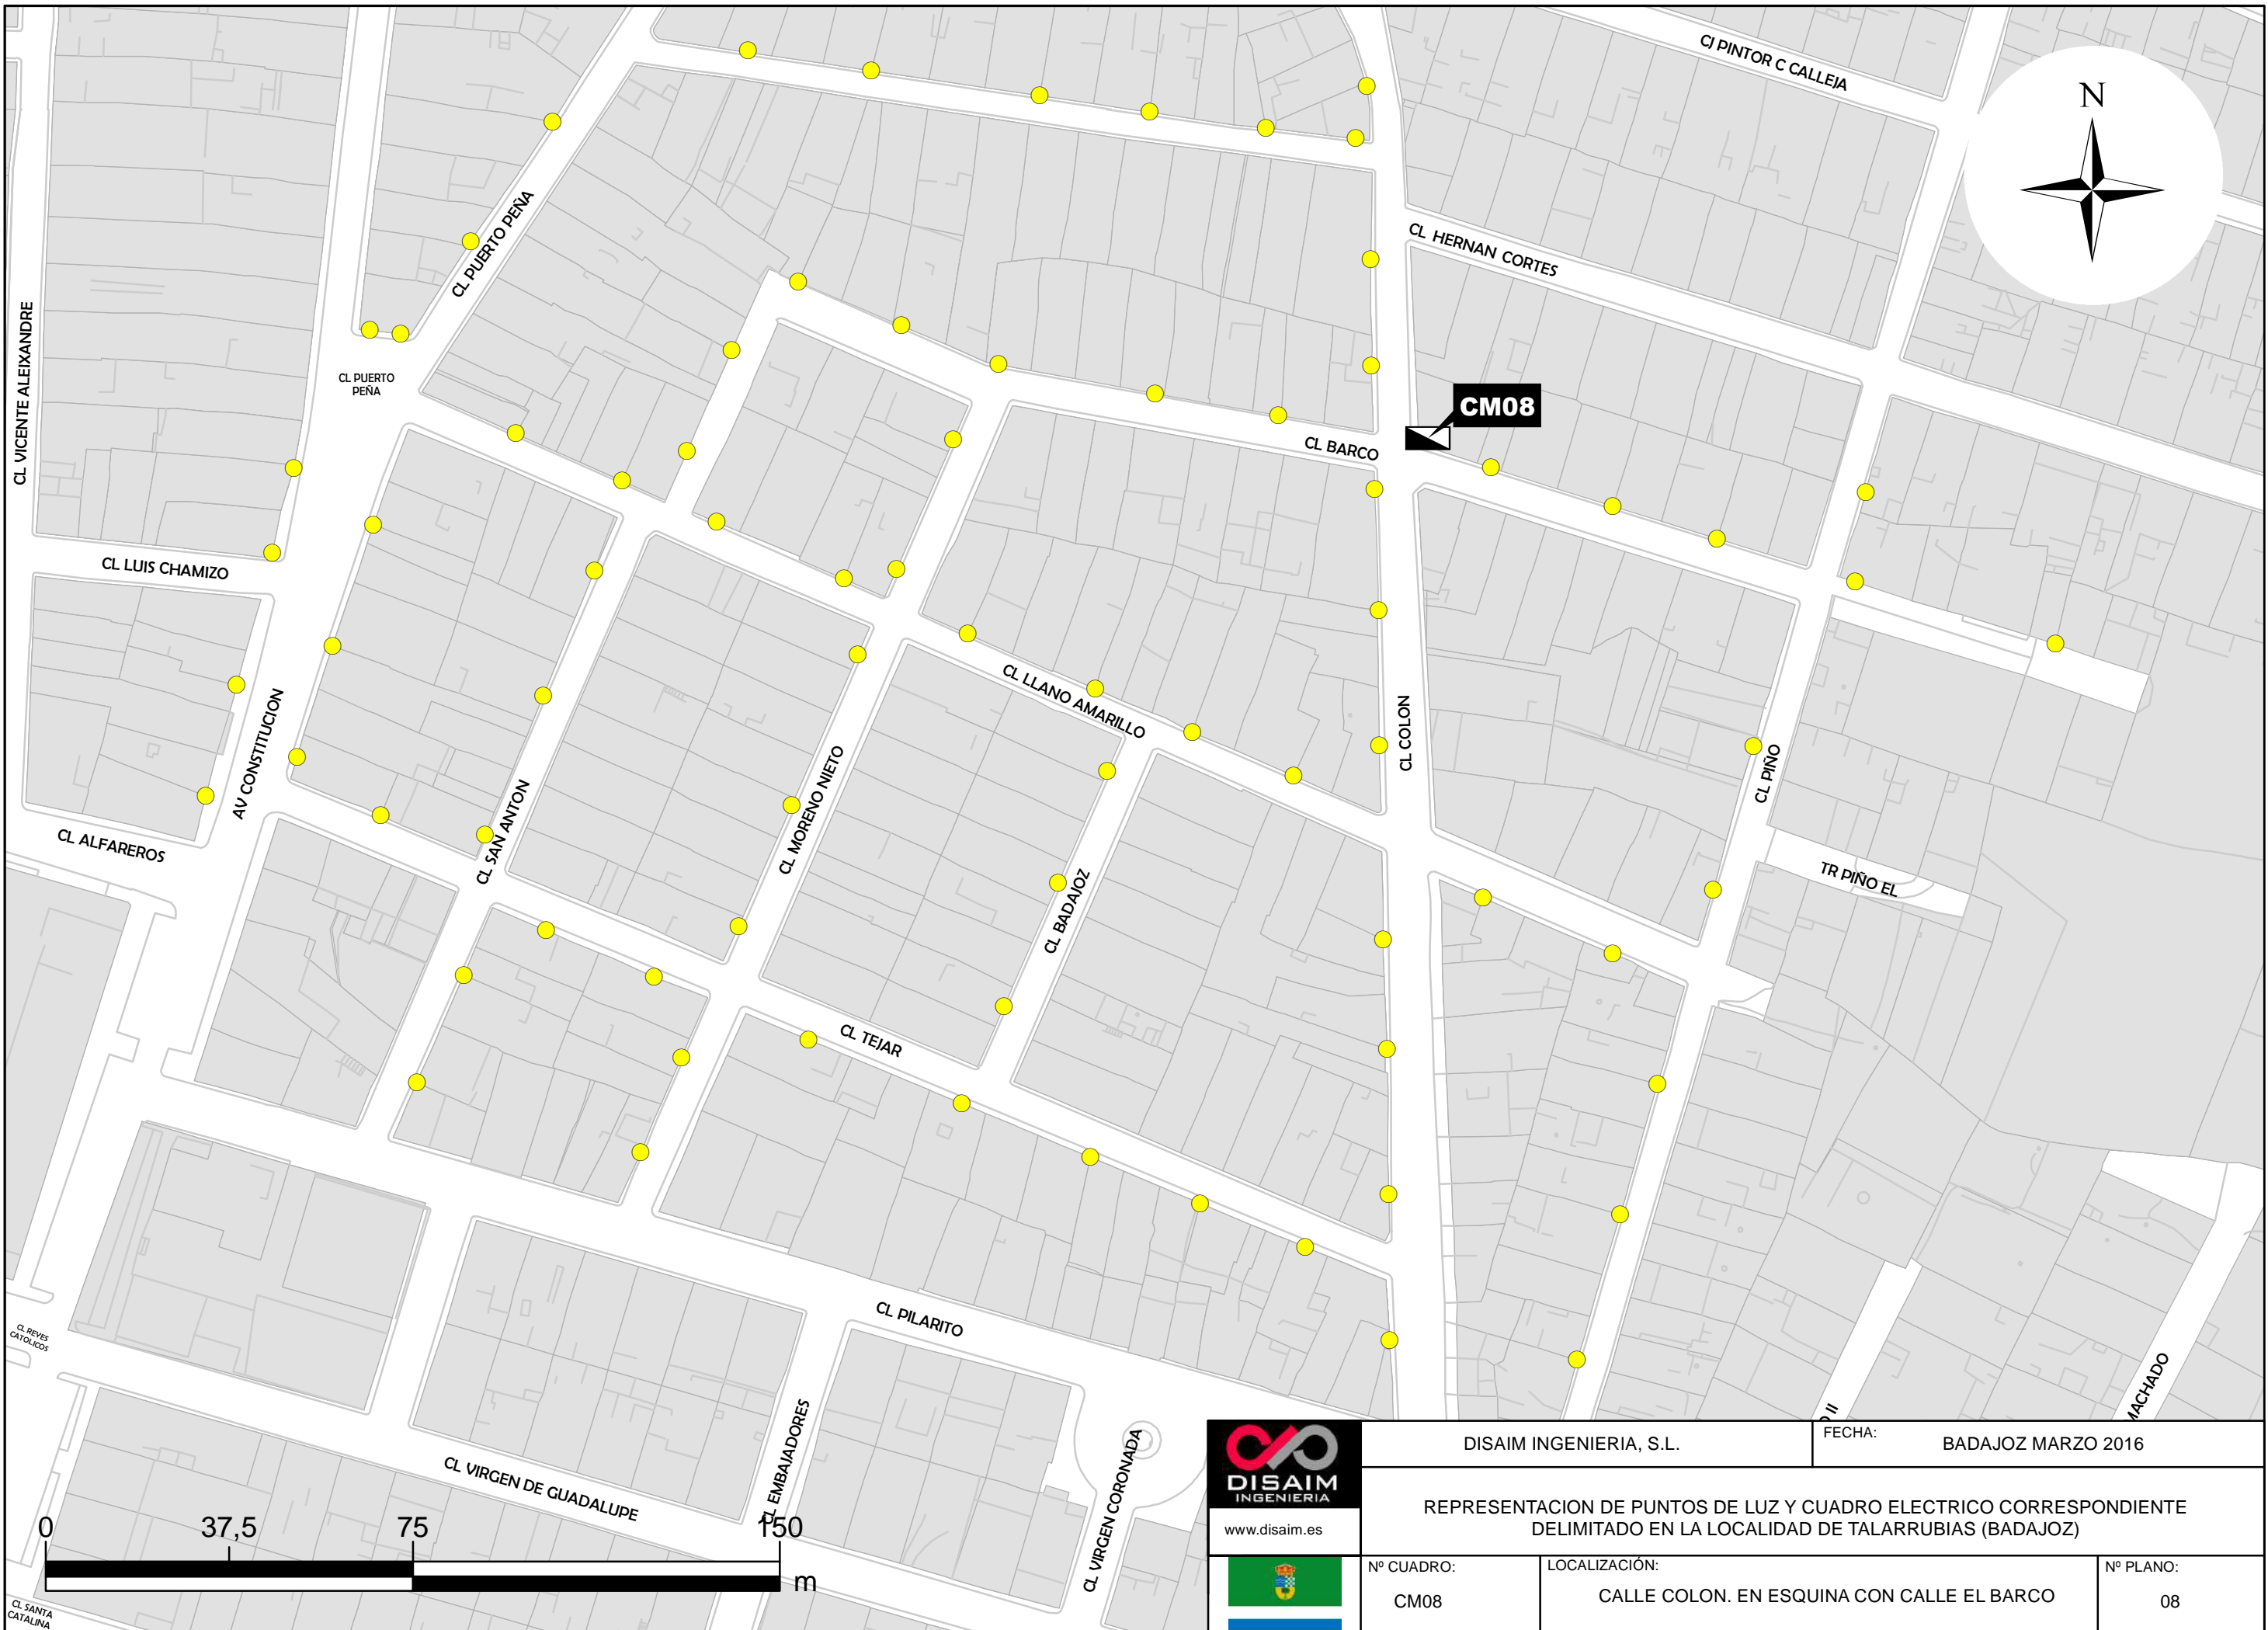 CJ PINTOR C CALLEJA
N
CL PUERTO PEÑA
CL HERNAN CORTES
CL VICENTE ALEIXANDRE
CL PUERTO
PEÑA
CM08
CL BARCO
CL LUIS CHAMIZO
CL LLANO AMARILLO
CL COLON
AV CONSTITUCION
CL PIÑO
CL SAN ANTON
CL MORENO NIETO
CL ALFAREROS
CL BADAJOZ
TR PIÑO EL
CL TEJAR
CL PILARITO
CL REYES
CATOLICOS
MACHADO
O II
CL EMBAJADORES
CL VIRGEN CORONADA
CL VIRGEN DE GUADALUPE
0 37,5 75 150
m
CL SANTA
CATALINA
DISAIM
INGENIERIA
www.disaim.es
DISAIM INGENIERIA, S.L.
FECHA:
BADAJOZ MARZO 2016
REPRESENTACION DE PUNTOS DE LUZ Y CUADRO ELECTRICO CORRESPONDIENTE
DELIMITADO EN LA LOCALIDAD DE TALARRUBIAS (BADAJOZ)
Nº CUADRO:
CM08
LOCALIZACIÓN:
CALLE COLON. EN ESQUINA CON CALLE EL BARCO
Nº PLANO:
08